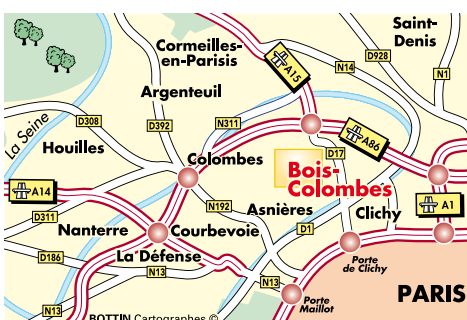 Saint-
Denis
Cormeilles-
en-Parisis
D928
N14
N1
A15
Argenteuil
D308
D392
N311
La Seine
Houilles
A86
D17
Colombes
Bois-
Colombes
A14
N192
Asnières
Clichy
A1
D311
Nanterre
Courbevoie
D1
D186
La Défense
N13
Porte
de Clichy
N13
PARIS
N13
Porte
Maillot
BOTTIN Cartographes ©